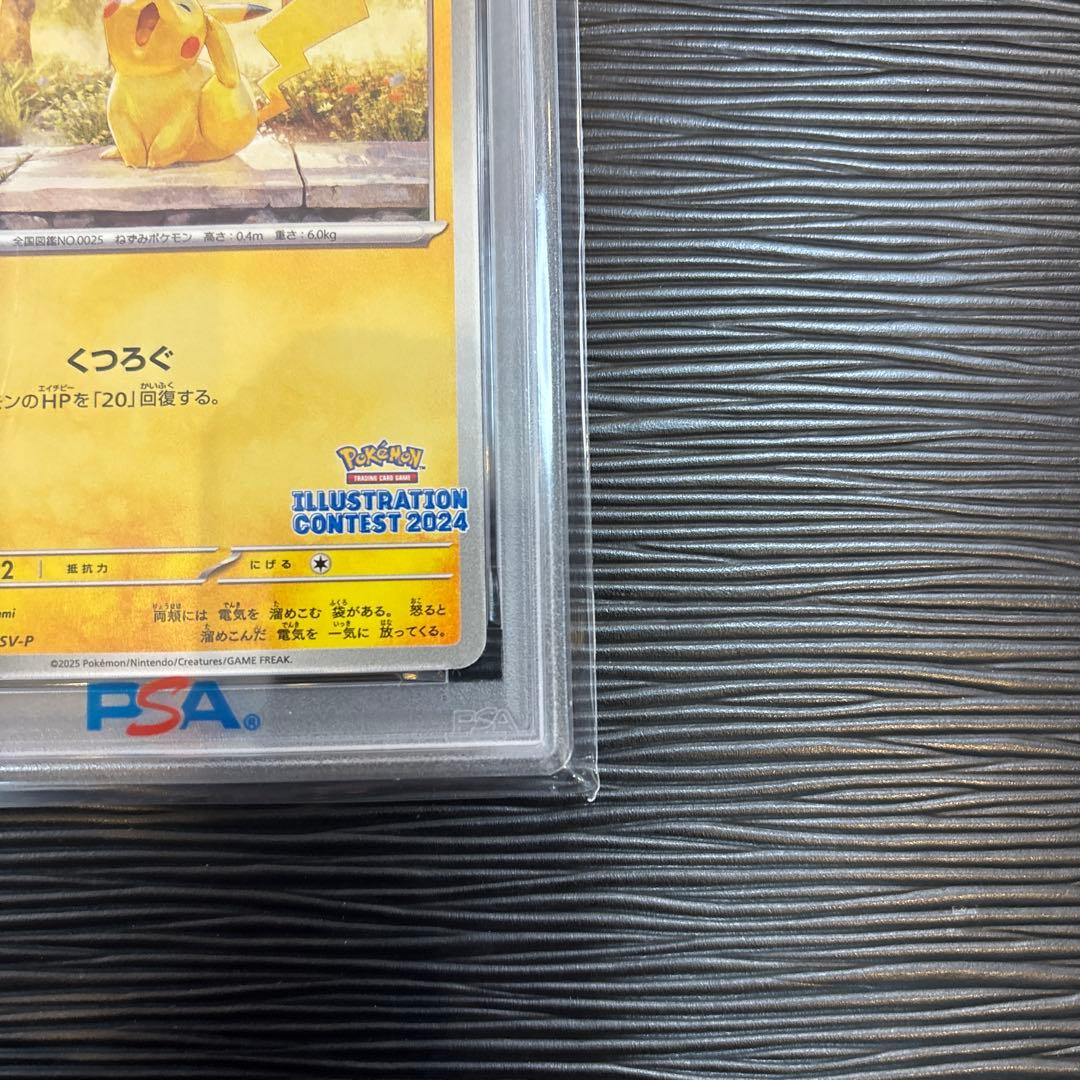 全国図鑑NO.0025 ねずみポケモン 高さ:0.4m 重さ:6.0kg
くつろぐ
ンのHPを「20」回復する。
エイチピー かいふく
Pokémon
TRADING CARD GAME
ILLUSTRATION
CONTEST 2024
2 抵抗力 にげる
両頬には 電気を 溜めこむ 袋がある。 怒ると
りょうほほ でんき た ふくろ おこ
溜めこんだ 電気を 一気に 放ってくる。
た でんき いっき はな
mi
SV-P
©2025 Pokémon/Nintendo/Creatures/GAME FREAK.
PSA®
PSA